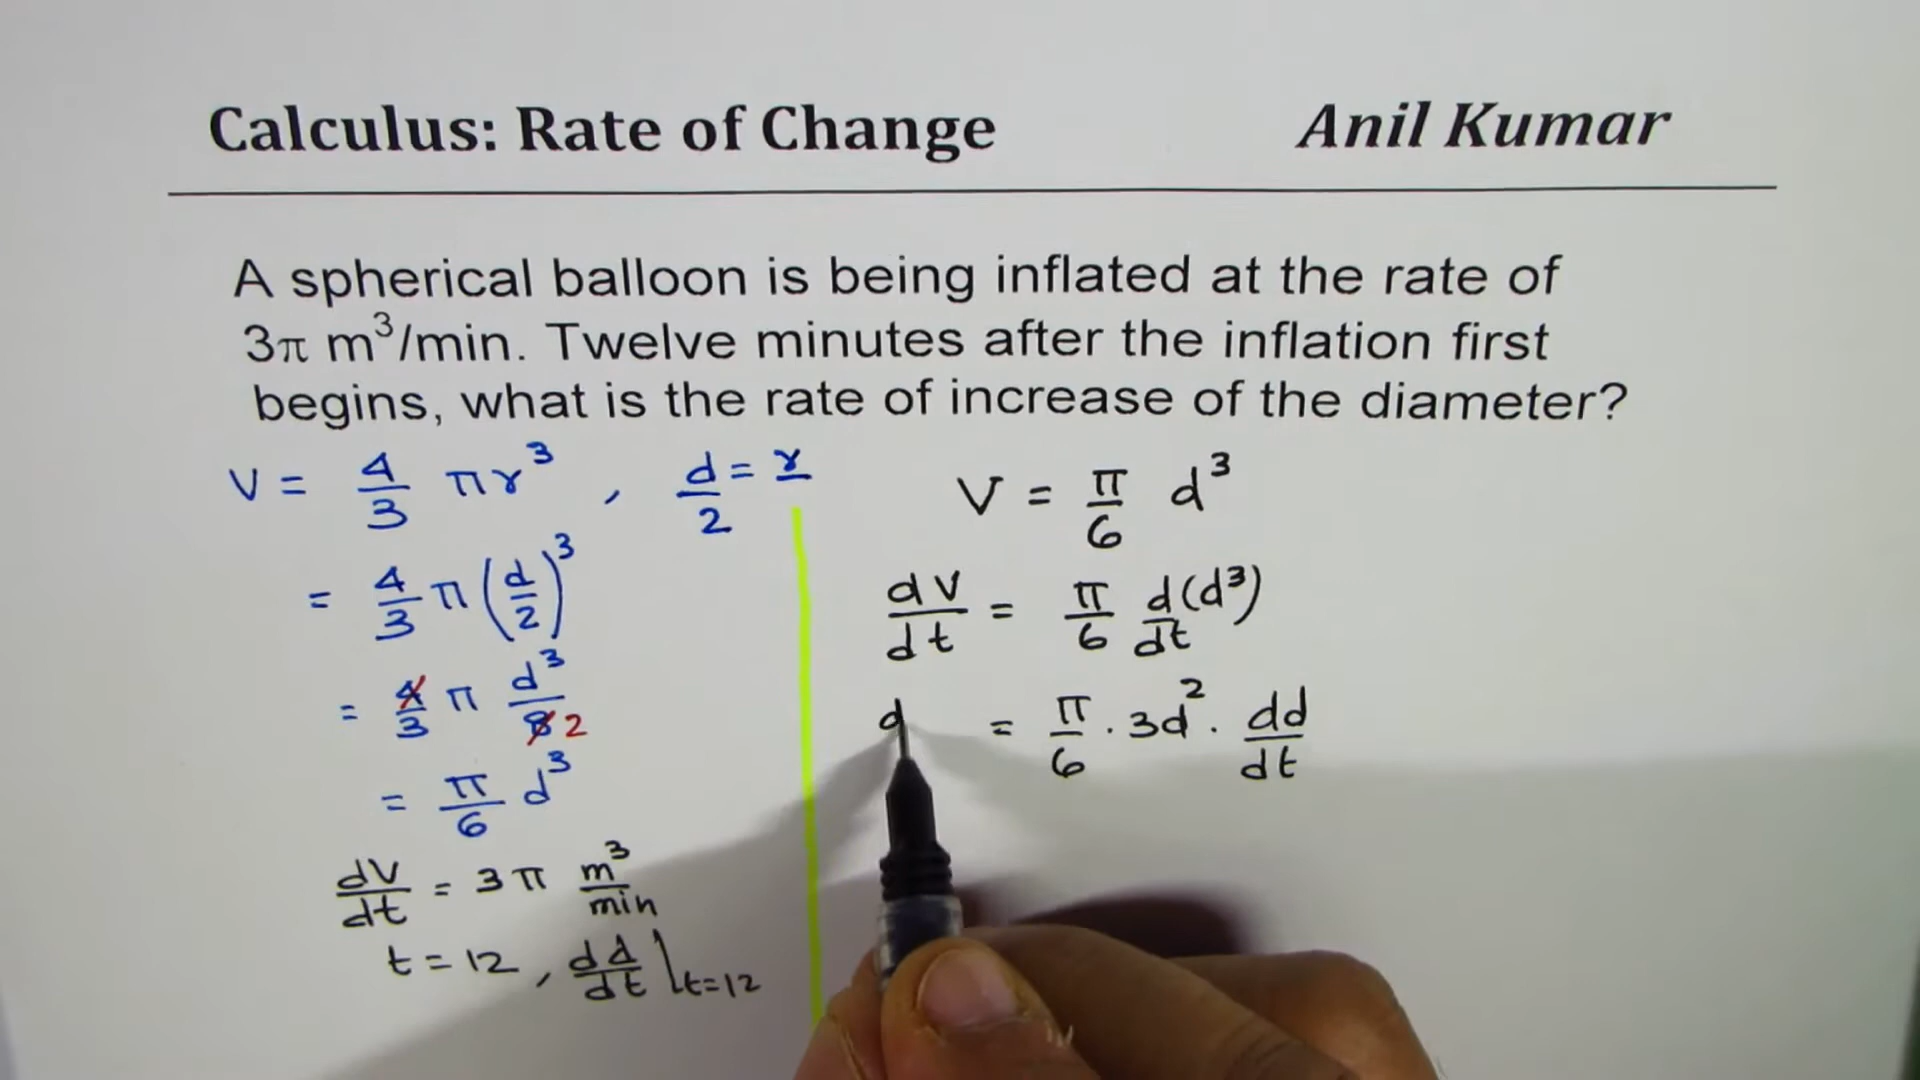 Calculus: Rate of Change Anil Kumar
A spherical balloon is being inflated at the rate of
3π m³/min. Twelve minutes after the inflation first
begins, what is the rate of increase of the diameter?
V = 4/3 πr³ , d/2 = r
= 4/3 π (d/2)³
= 4/3 π d³/8 2
= π/6 d³
dV/dt = 3π m³/min
t = 12 , dd/dt ]t=12
V = π/6 d³
dV/dt = π/6 d/dt (d³)
d = π/6 · 3d² · dd/dt